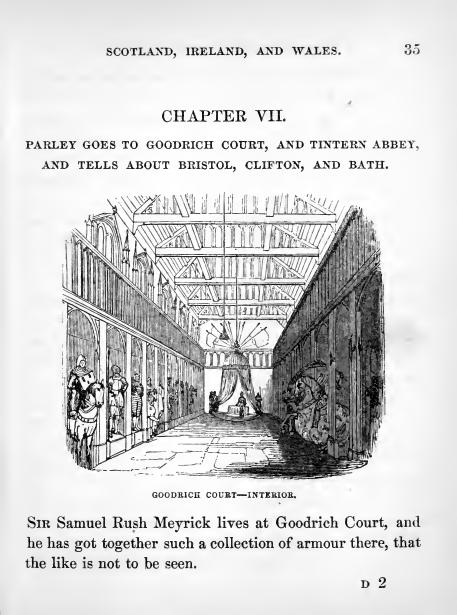 SCOTLAND, IRELAND, AND WALES. 35
CHAPTER VII.
PARLEY GOES TO GOODRICH COURT, AND TINTERN ABBEY,
AND TELLS ABOUT BRISTOL, CLIFTON, AND BATH.
GOODRICH COURT—INTERIOR.
SIR Samuel Rush Meyrick lives at Goodrich Court, and
he has got together such a collection of armour there, that
the like is not to be seen.
D 2